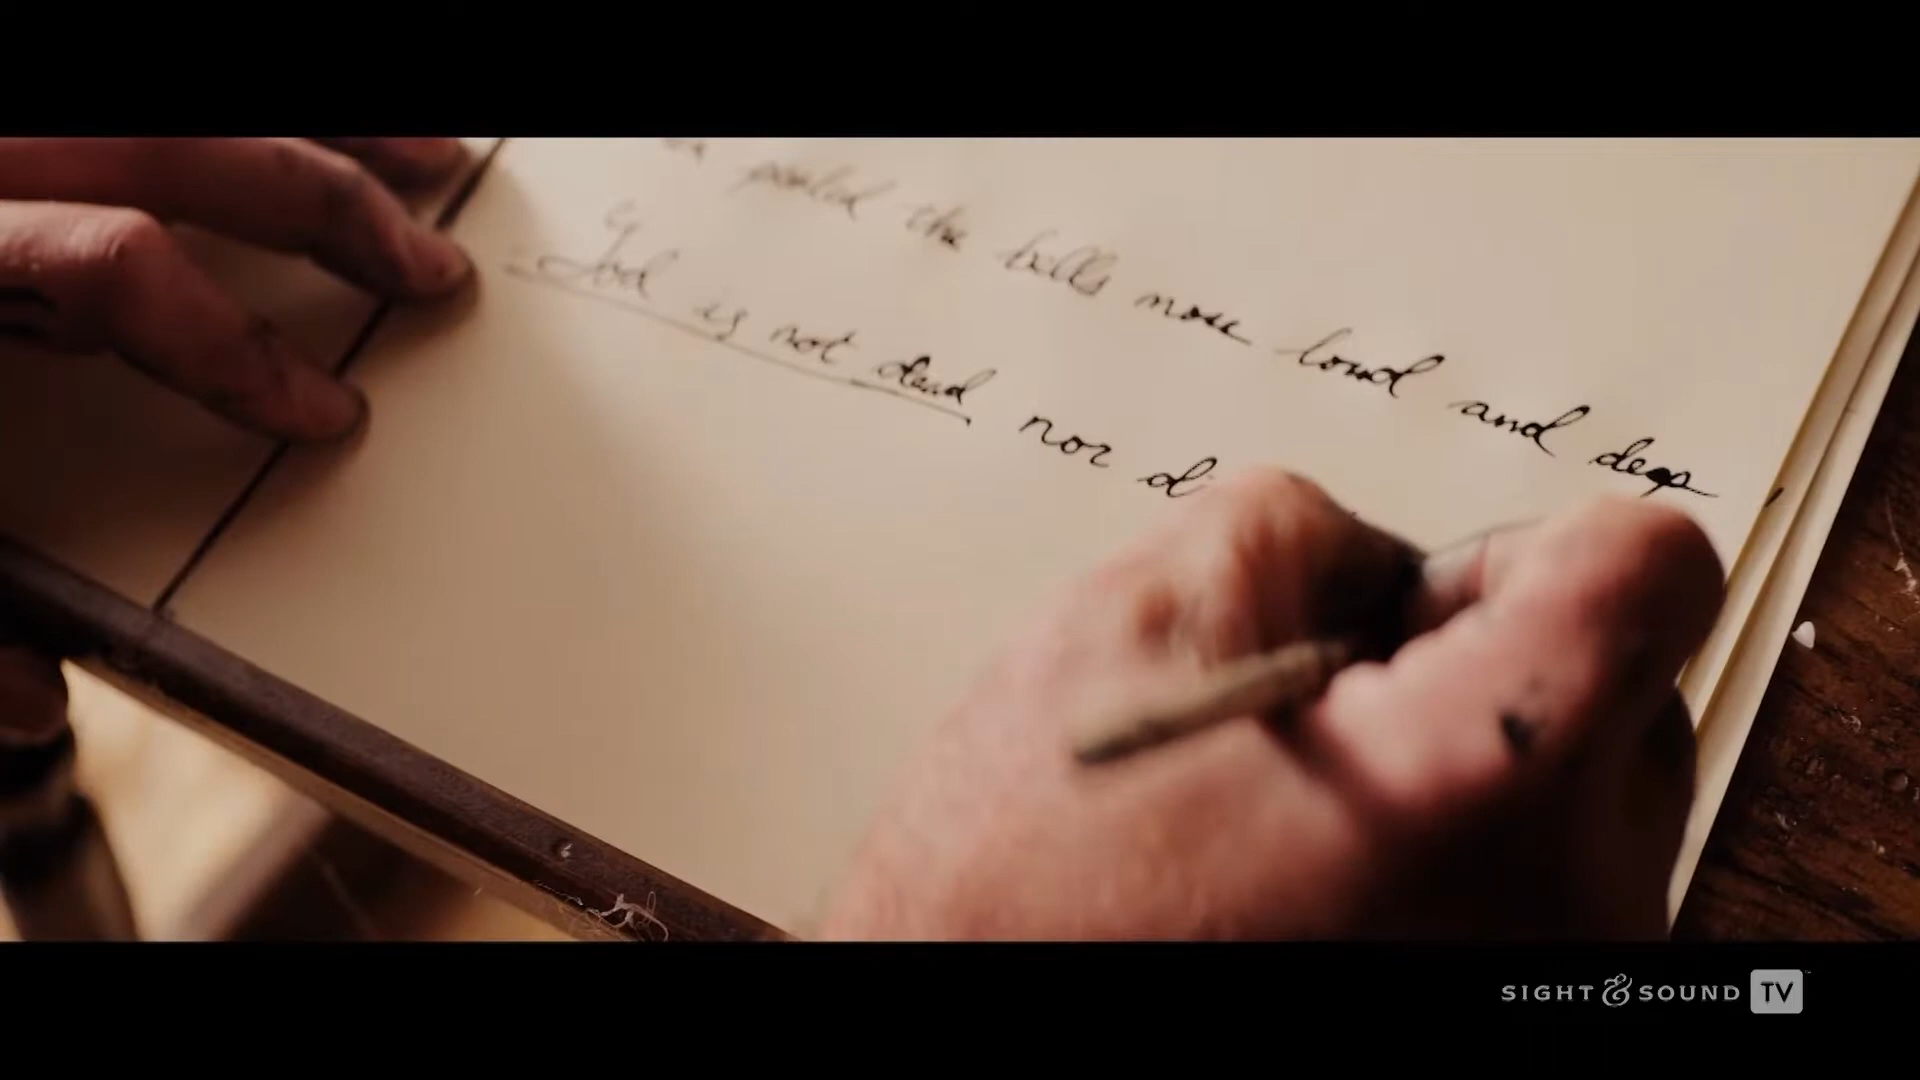 pealed the bells more loud and deep,
God is not dead nor d
SIGHT & SOUND TV